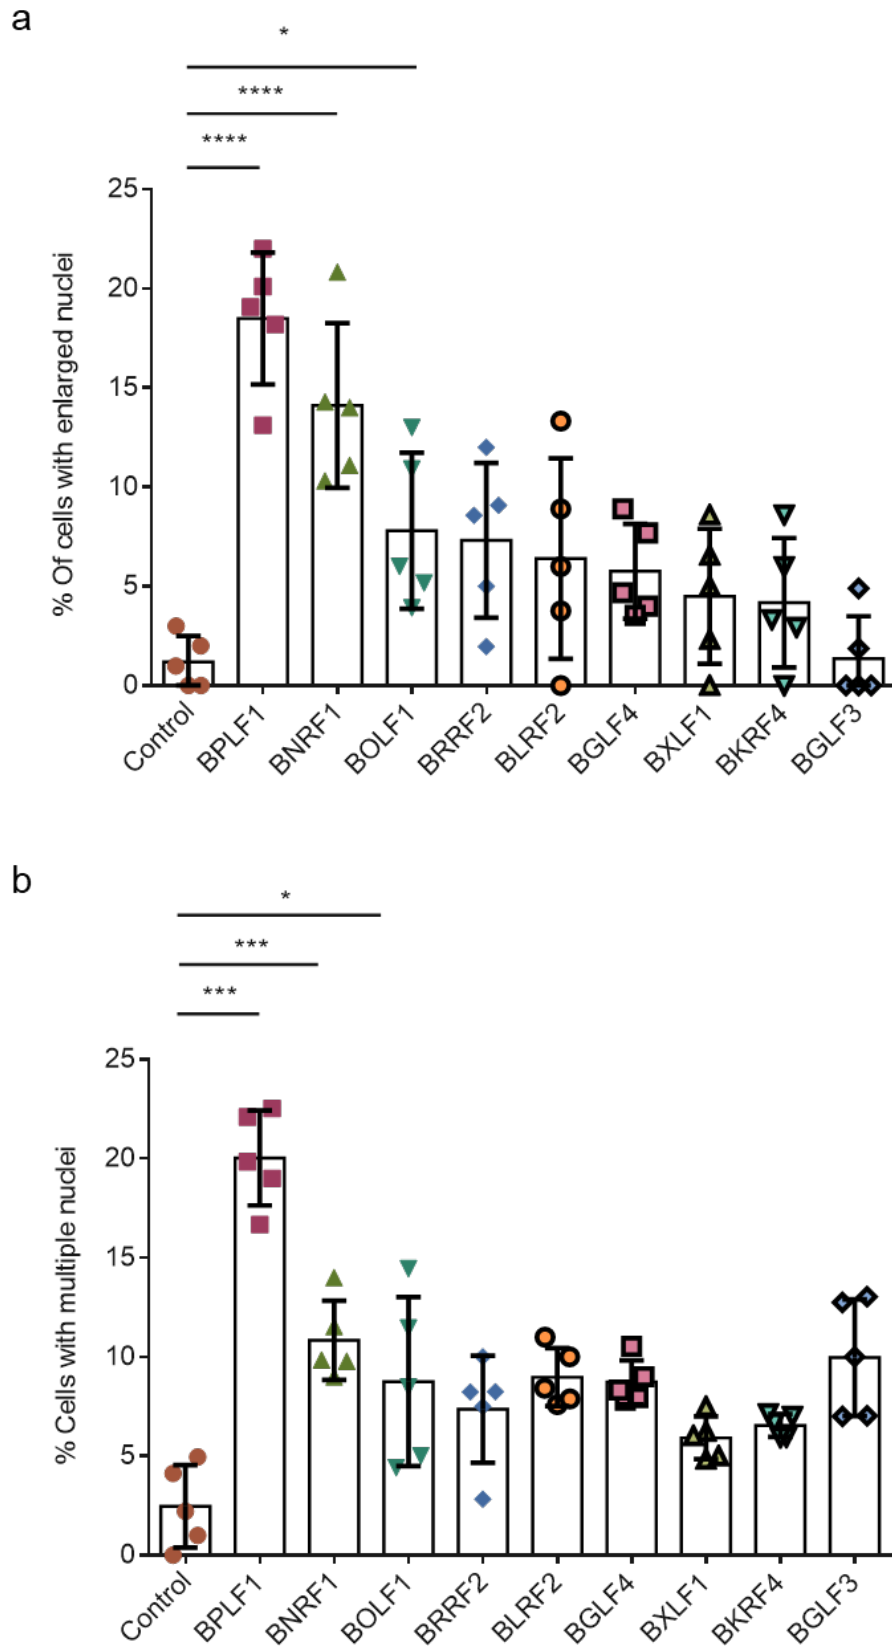 a
*
****
****
25
20
15
10
5
0
% Of cells with enlarged nuclei
Control
BPLF1
BNRF1
BOLF1
BRRF2
BLRF2
BGLF4
BXLF1
BKRF4
BGLF3
b
*
***
***
25
20
15
10
5
0
% Cells with multiple nuclei
Control
BPLF1
BNRF1
BOLF1
BRRF2
BLRF2
BGLF4
BXLF1
BKRF4
BGLF3